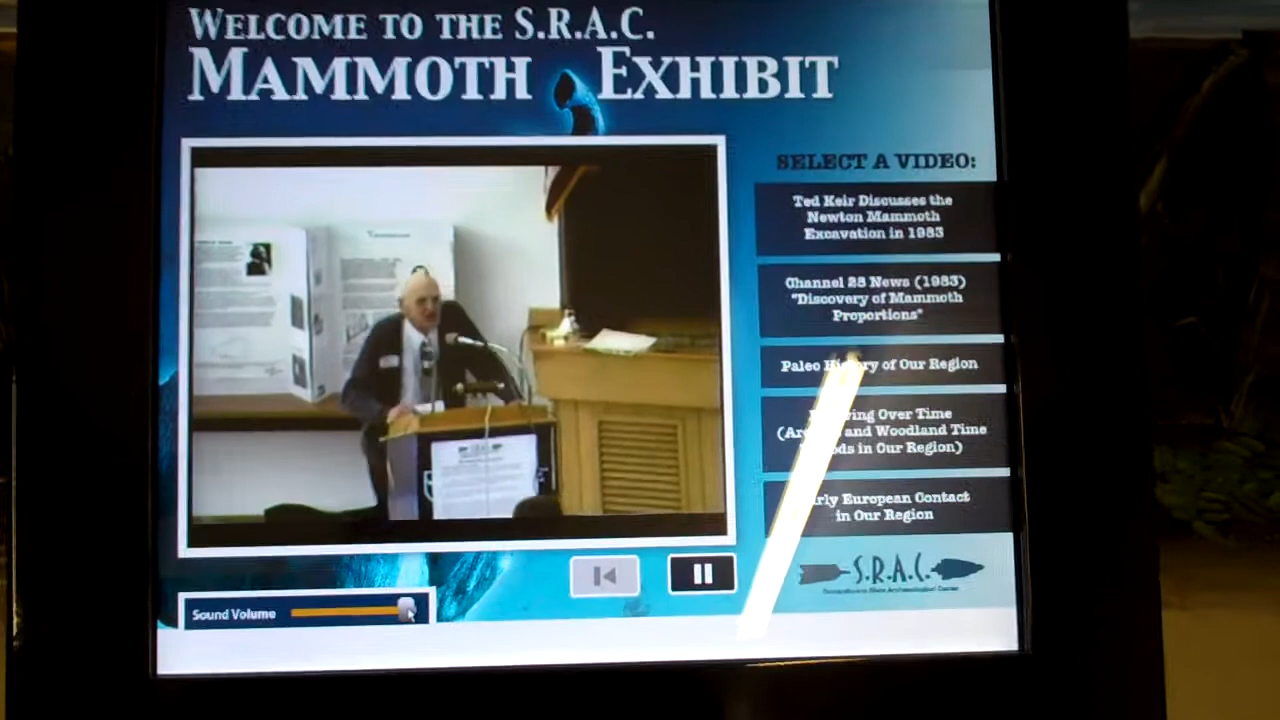 WELCOME TO THE S.R.A.C.
MAMMOTH EXHIBIT
SELECT A VIDEO:
Ted Keir Discusses the
Newton Mammoth
Excavation in 1983
Channel 28 News (1983)
"Discovery of Mammoth
Proportions"
Paleo History of Our Region
Over Time
and Woodland Time
in Our Region)
European Contact
in Our Region
S.R.A.C.
Sound Volume